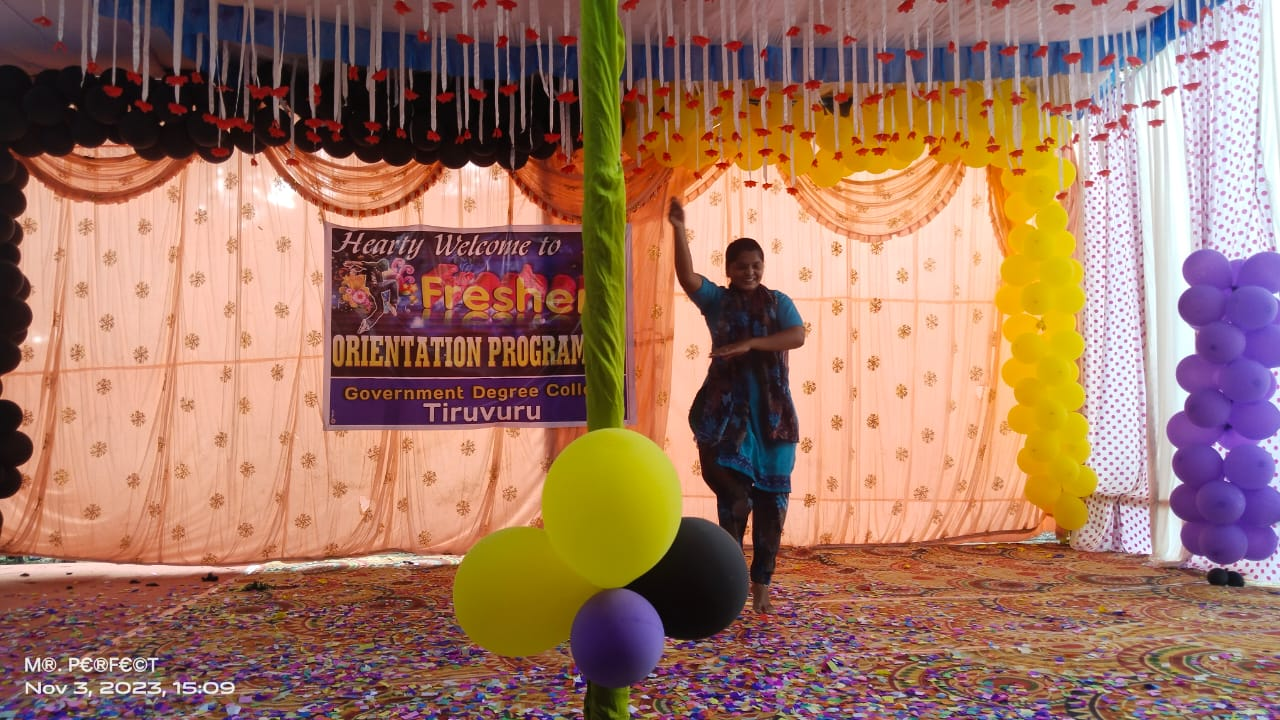 Hearty Welcome to
Fresher
ORIENTATION PROGRAM
Government Degree Colle
Tiruvuru
M®. P€®F€©T
Nov 3, 2023, 15:09